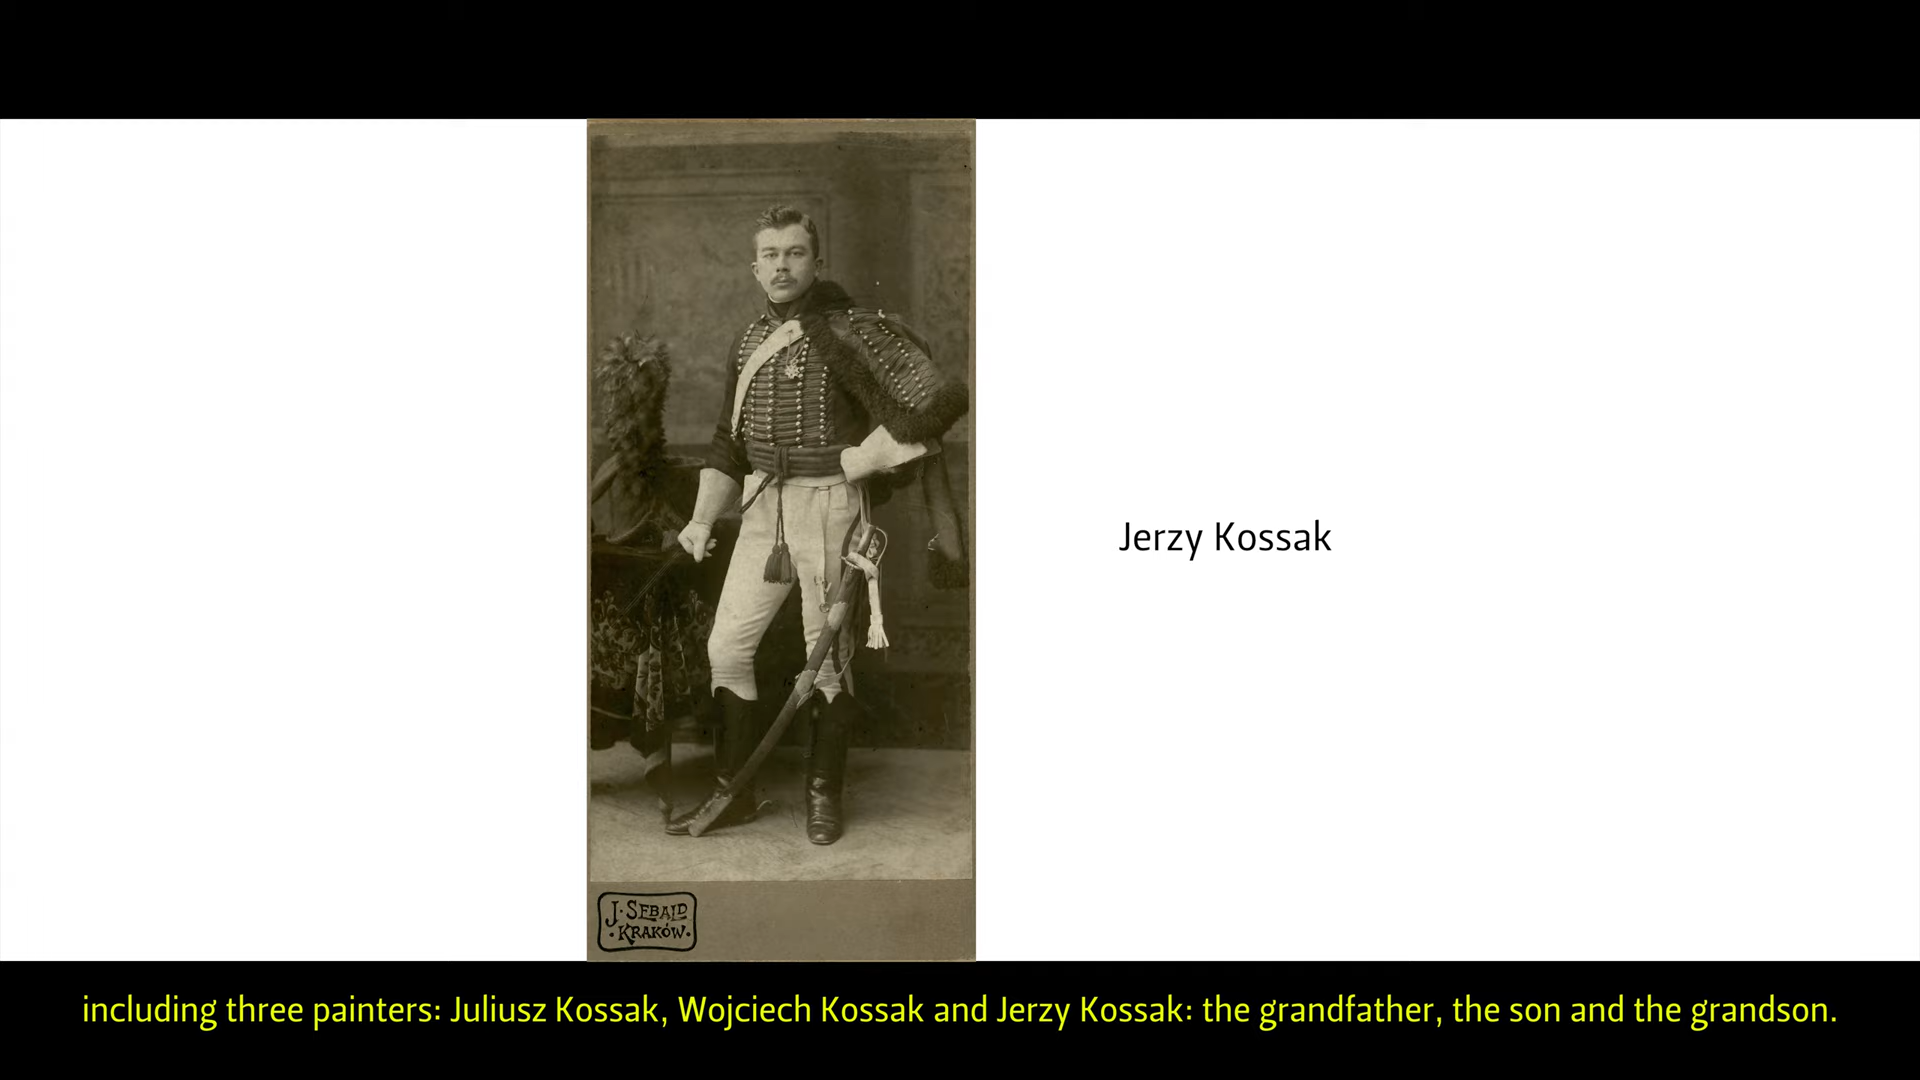 Jerzy Kossak
J. SEBALD
· KRAKÓW ·
including three painters: Juliusz Kossak, Wojciech Kossak and Jerzy Kossak: the grandfather, the son and the grandson.